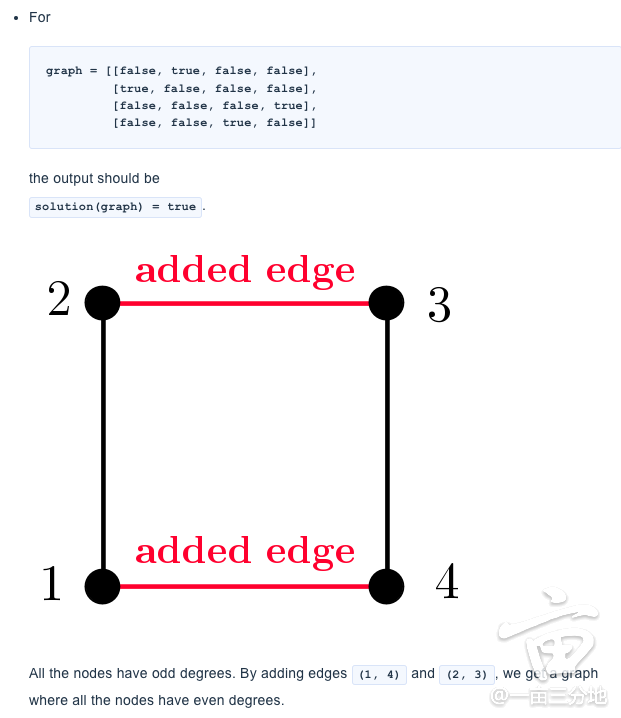 • For
graph = [[false, true, false, false],
[true, false, false, false],
[false, false, false, true],
[false, false, true, false]]
the output should be
solution(graph) = true.
added edge
2
3
added edge
1
4
亩
All the nodes have odd degrees. By adding edges (1, 4) and (2, 3), we get a graph
where all the nodes have even degrees.
@一亩三分地